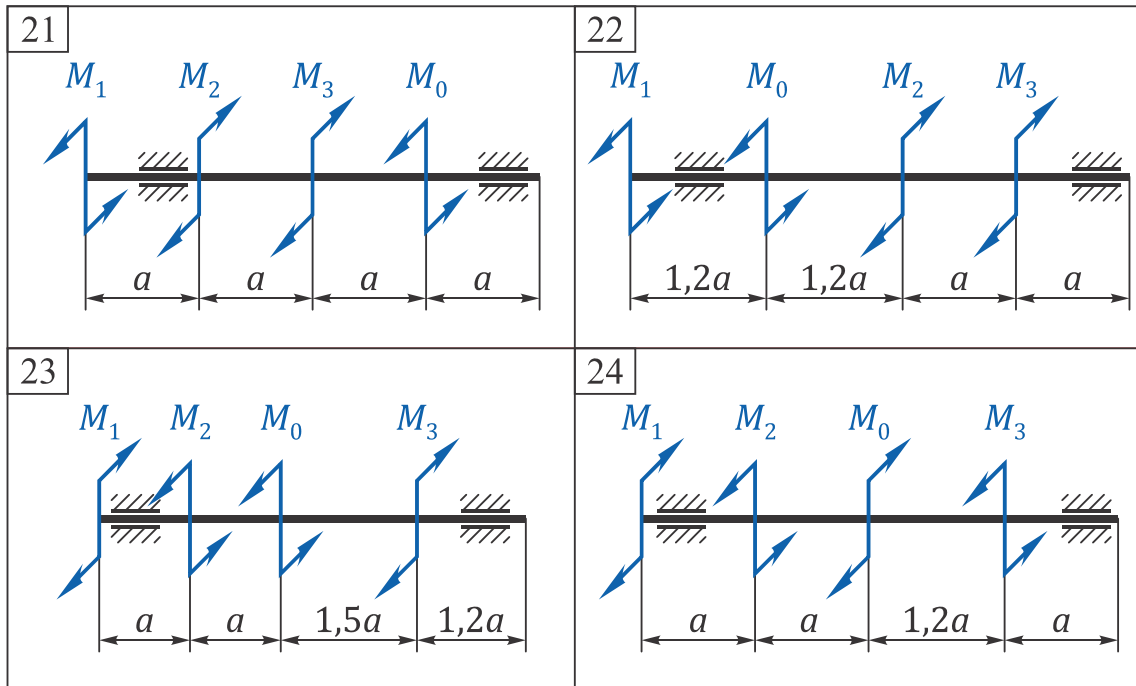 21
M₁ M₂ M₃ M₀
a a a a
22
M₁ M₀ M₂ M₃
1,2a 1,2a a a
23
M₁ M₂ M₀ M₃
a a 1,5a 1,2a
24
M₁ M₂ M₀ M₃
a a 1,2a a